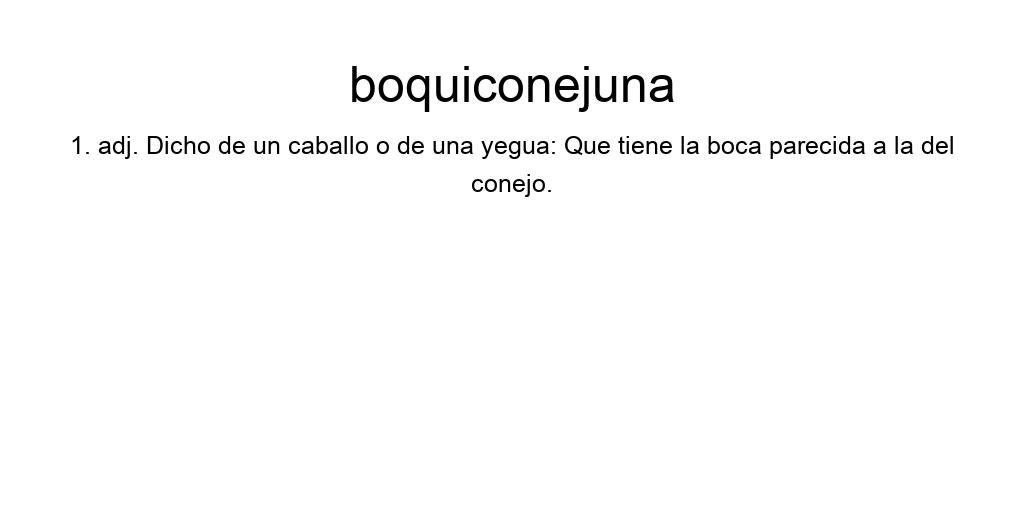 boquiconejuna
1. adj. Dicho de un caballo o de una yegua: Que tiene la boca parecida a la del
conejo.